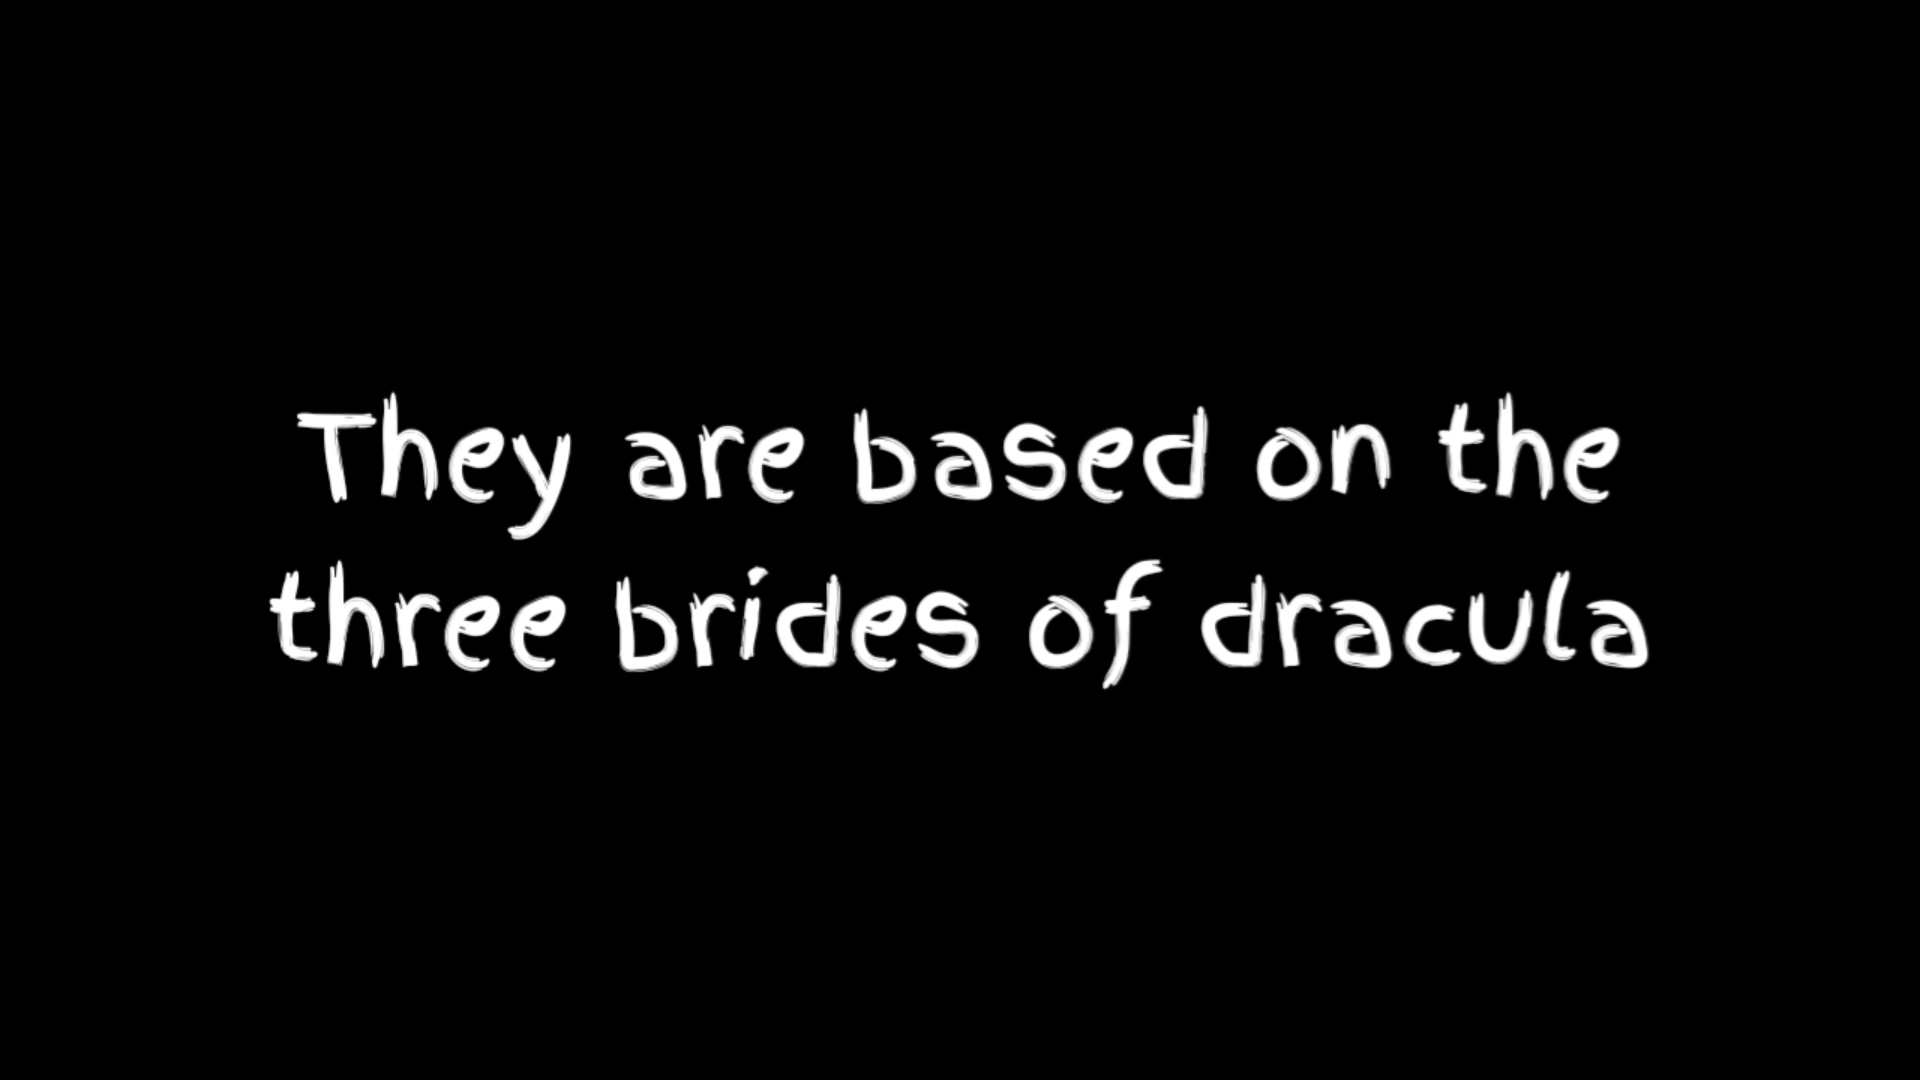 They are based on the
three brides of dracula